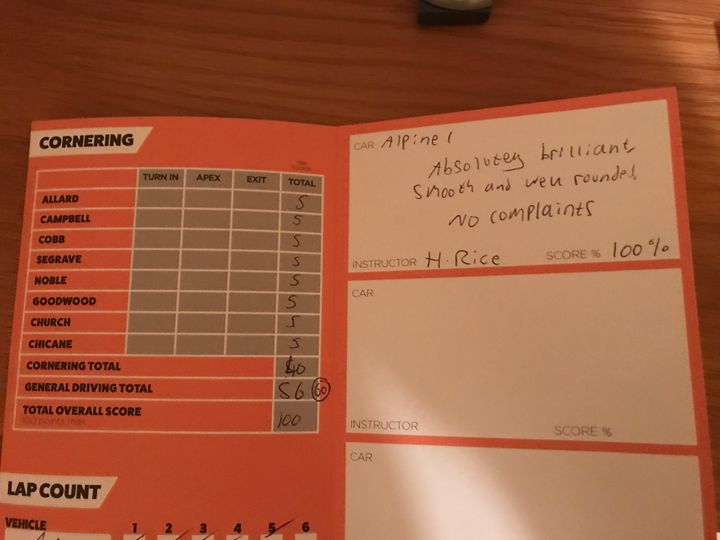 CORNERING
TURN IN APEX EXIT TOTAL
ALLARD 5
CAMPBELL 5
COBB 5
SEGRAVE 5
NOBLE 5
GOODWOOD 5
CHURCH 5
CHICANE 5
CORNERING TOTAL 40
GENERAL DRIVING TOTAL 56 60
TOTAL OVERALL SCORE 100
100 points max
LAP COUNT
VEHICLE 1 2 3 4 5 6
CAR Alpine 1
Absolutey brilliant
smooth and well rounded,
No complaints
INSTRUCTOR H.Rice SCORE % 100%
CAR
INSTRUCTOR SCORE %
CAR